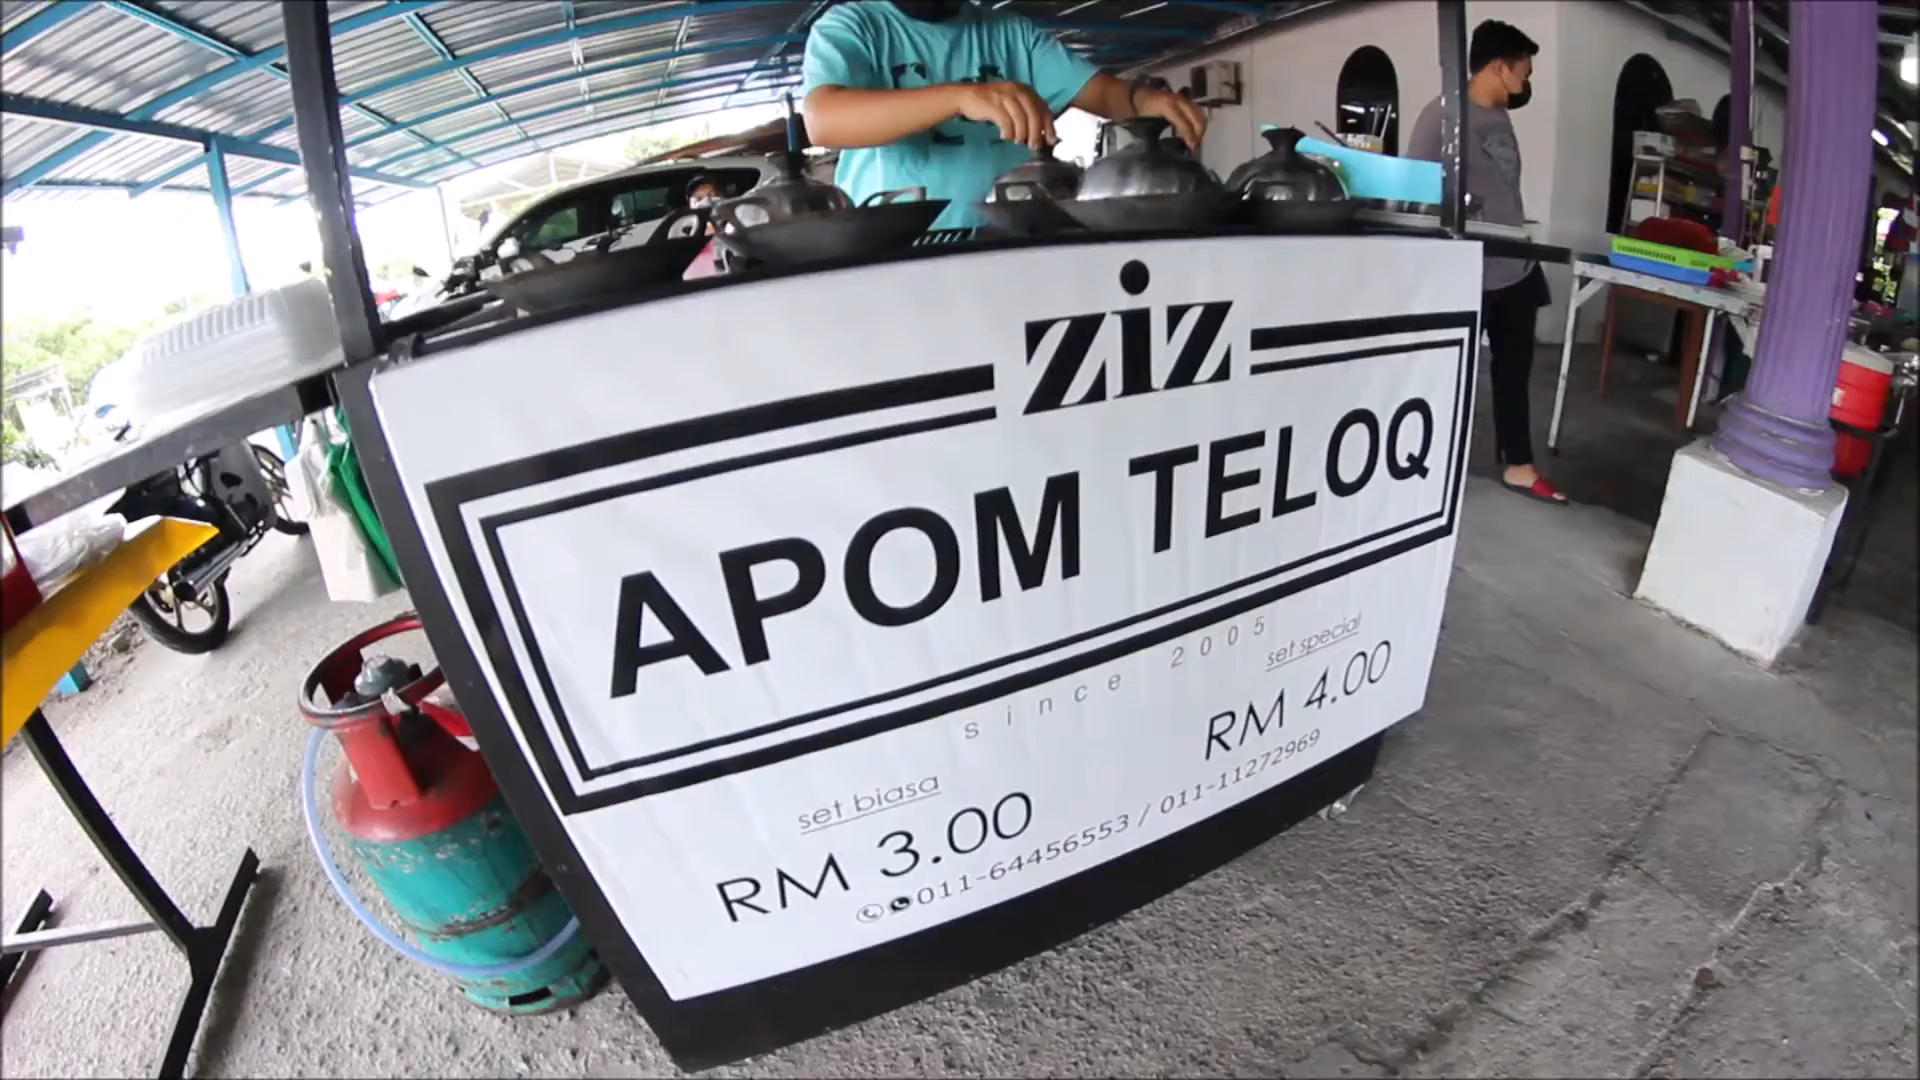 ziz
APOM TELOQ
since 2005
set biasa
RM 3.00
set special
RM 4.00
011-64456553 / 011-11272969